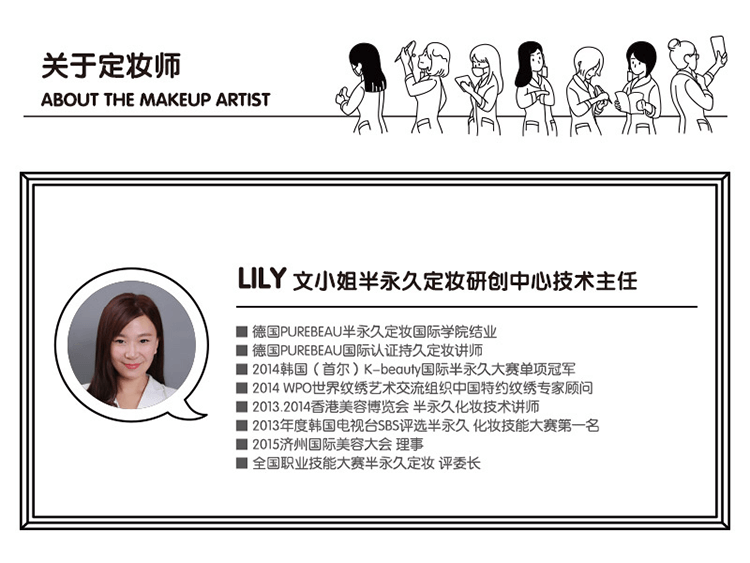 关于定妆师
ABOUT THE MAKEUP ARTIST
LILY 文小姐半永久定妆研创中心技术主任
■ 德国PUREBEAU半永久定妆国际学院结业
■ 德国PUREBEAU国际认证持久定妆讲师
■ 2014韩国（首尔）K-beauty国际半永久大赛单项冠军
■ 2014 WPO世界纹绣艺术交流组织中国特约纹绣专家顾问
■ 2013.2014香港美容博览会 半永久化妆技术讲师
■ 2013年度韩国电视台SBS评选半永久 化妆技能大赛第一名
■ 2015济州国际美容大会 理事
■ 全国职业技能大赛半永久定妆 评委长